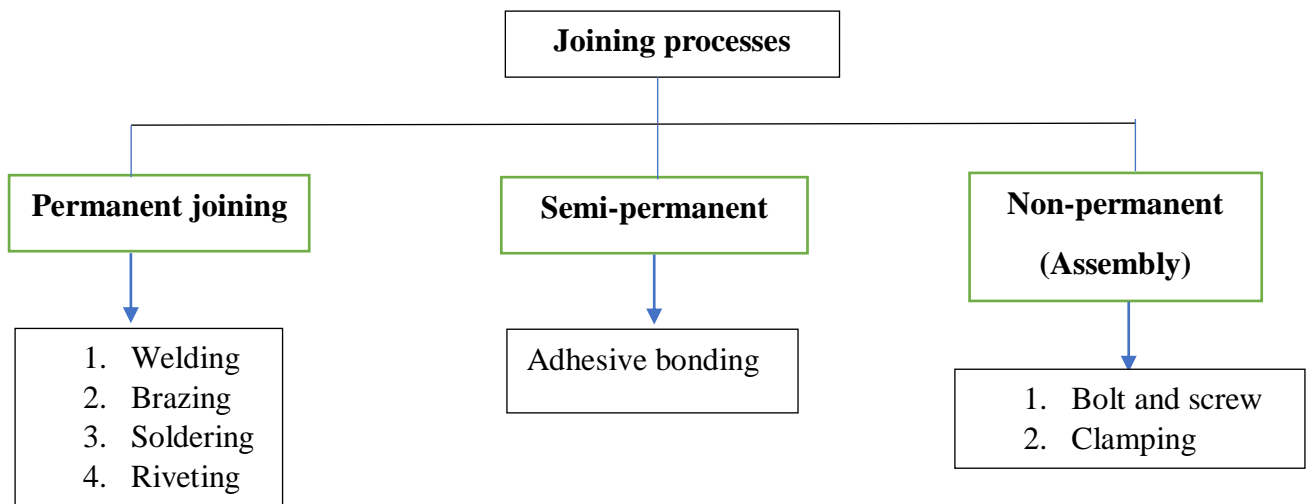 Joining processes
Permanent joining
Semi-permanent
Non-permanent
(Assembly)
1. Welding
2. Brazing
3. Soldering
4. Riveting
Adhesive bonding
1. Bolt and screw
2. Clamping